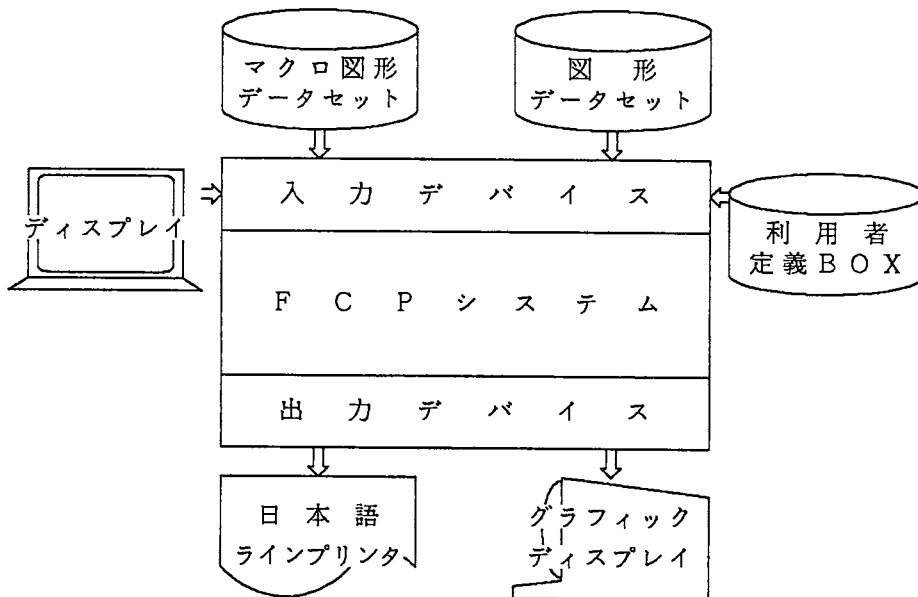 マクロ図形
データセット
図形
データセット
入力デバイス
ディスプレイ
利用者
定義BOX
FCPシステム
出力デバイス
日本語
ラインプリンタ
グラフィック
ディスプレイ